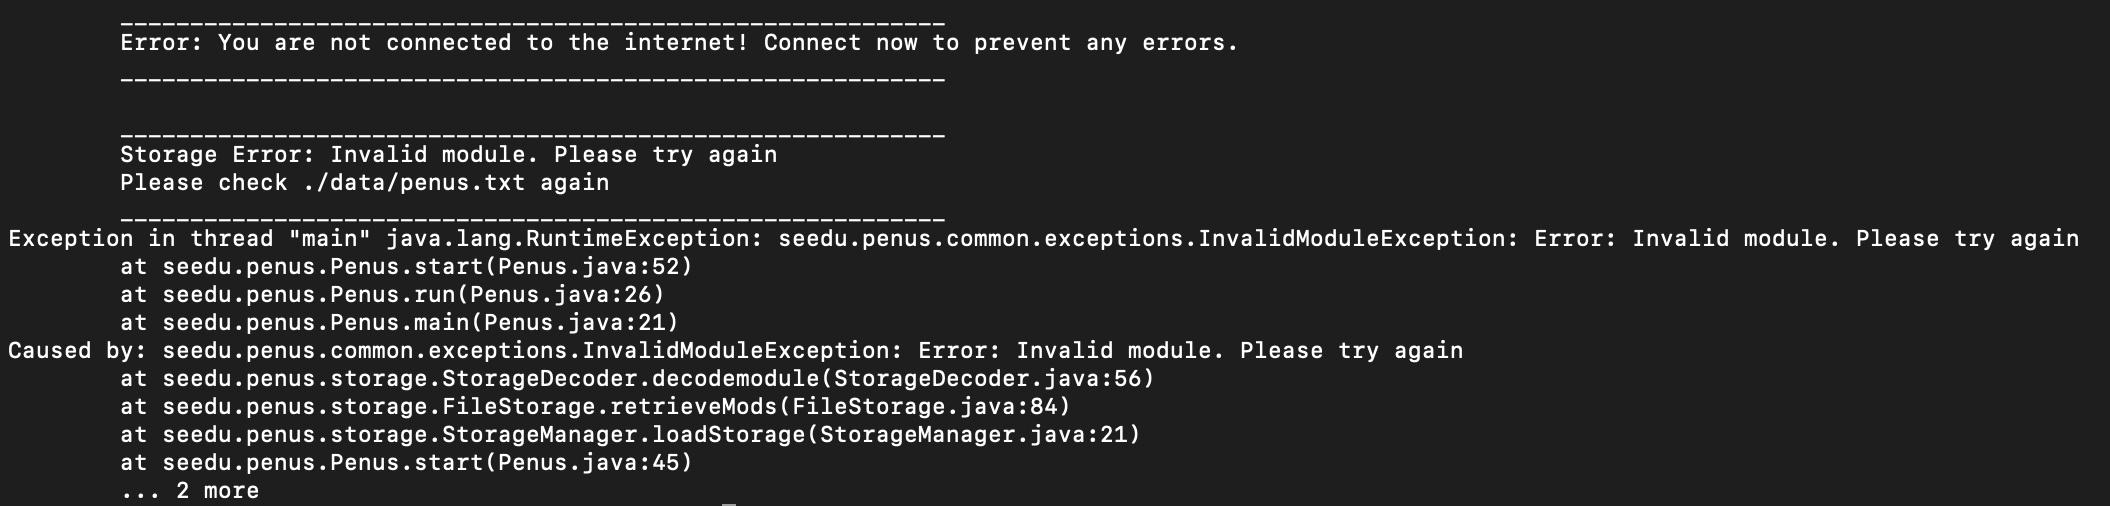 ____________________________________________________________
Error: You are not connected to the internet! Connect now to prevent any errors.
____________________________________________________________
____________________________________________________________
Storage Error: Invalid module. Please try again
Please check ./data/penus.txt again
____________________________________________________________
Exception in thread "main" java.lang.RuntimeException: seedu.penus.common.exceptions.InvalidModuleException: Error: Invalid module. Please try again
at seedu.penus.Penus.start(Penus.java:52)
at seedu.penus.Penus.run(Penus.java:26)
at seedu.penus.Penus.main(Penus.java:21)
Caused by: seedu.penus.common.exceptions.InvalidModuleException: Error: Invalid module. Please try again
at seedu.penus.storage.StorageDecoder.decodemodule(StorageDecoder.java:56)
at seedu.penus.storage.FileStorage.retrieveMods(FileStorage.java:84)
at seedu.penus.storage.StorageManager.loadStorage(StorageManager.java:21)
at seedu.penus.Penus.start(Penus.java:45)
... 2 more